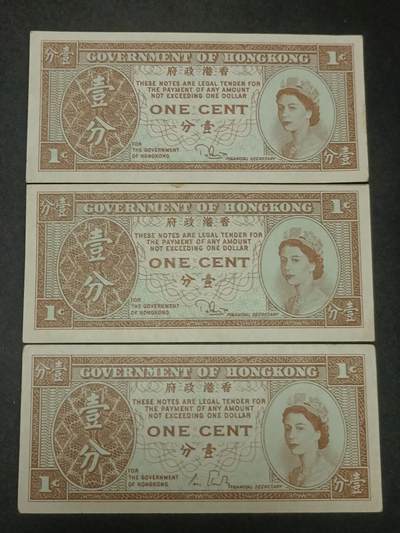 分壹 GOVERNMENT OF HONGKONG 1¢
府政港香
THESE NOTES ARE LEGAL TENDER FOR
THE PAYMENT OF ANY AMOUNT
NOT EXCEEDING ONE DOLLAR
壹分
ONE CENT
分壹
FOR
THE GOVERNMENT
OF HONGKONG.
FINANCIAL SECRETARY
1¢ 分壹
分壹 GOVERNMENT OF HONGKONG 1¢
府政港香
THESE NOTES ARE LEGAL TENDER FOR
THE PAYMENT OF ANY AMOUNT
NOT EXCEEDING ONE DOLLAR
壹分
ONE CENT
分壹
FOR
THE GOVERNMENT
OF HONGKONG.
FINANCIAL SECRETARY
1¢ 分壹
分壹 GOVERNMENT OF HONGKONG 1¢
府政港香
THESE NOTES ARE LEGAL TENDER FOR
THE PAYMENT OF ANY AMOUNT
NOT EXCEEDING ONE DOLLAR
壹分
ONE CENT
分壹
FOR
THE GOVERNMENT
OF HONGKONG.
FINANCIAL SECRETARY
1¢ 分壹